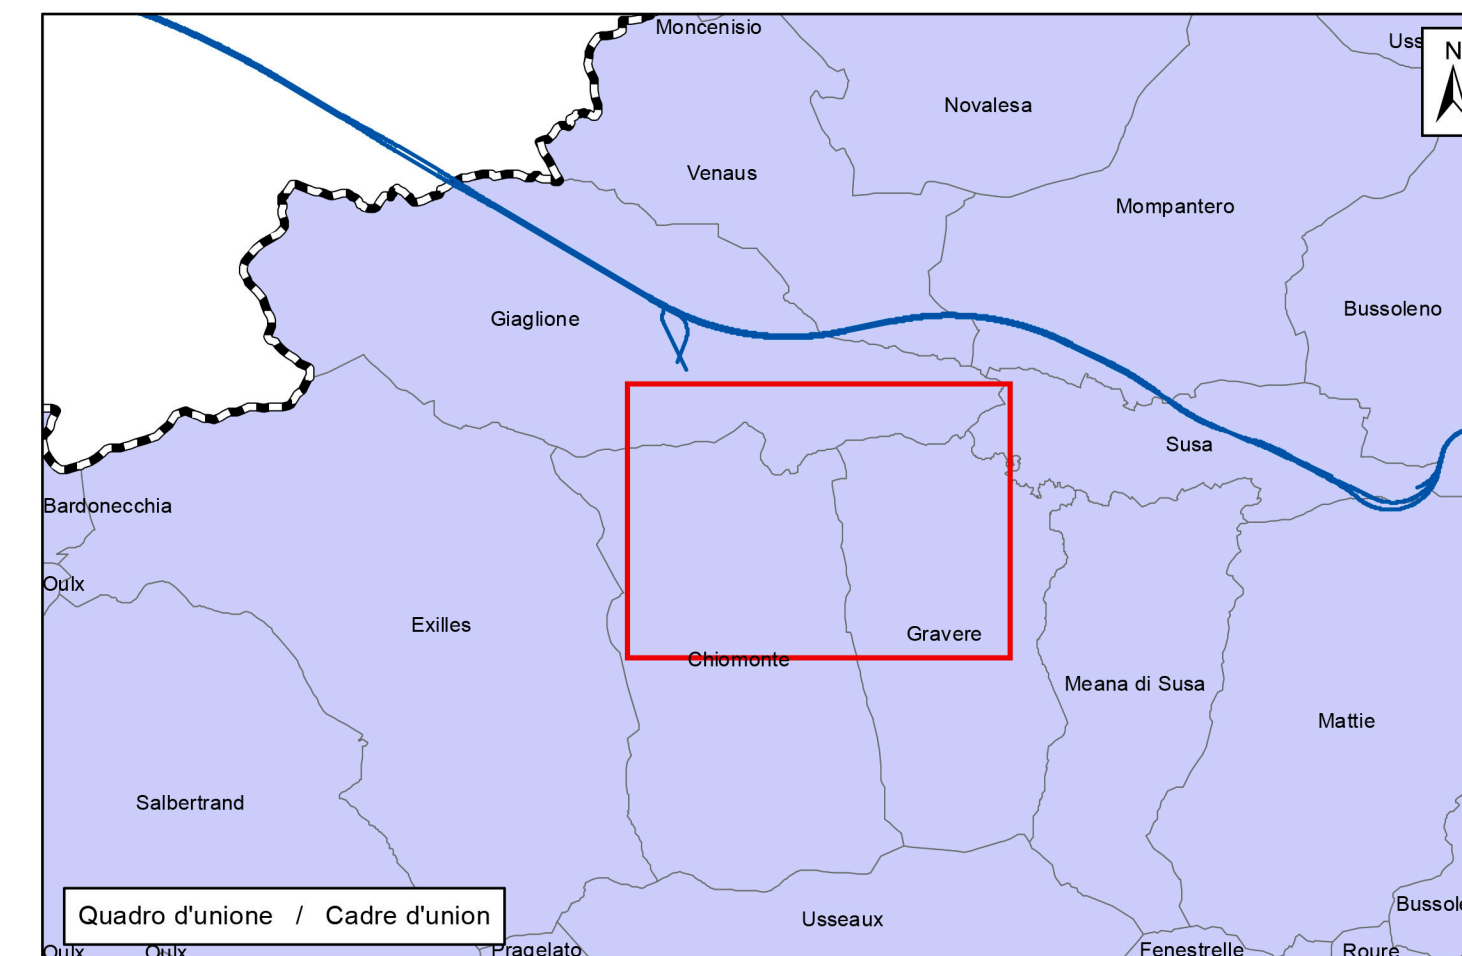 Moncenisio
Uss
N
Novalesa
Venaus
Mompantero
Giaglione
Bussoleno
Susa
Bardonecchia
Oulx
Exilles
Gravere
Chiomonte
Meana di Susa
Mattie
Salbertrand
Bussole
Quadro d'unione / Cadre d'union
Usseaux
Oulx
Oulx
Pragelato
Fenestrelle
Roure